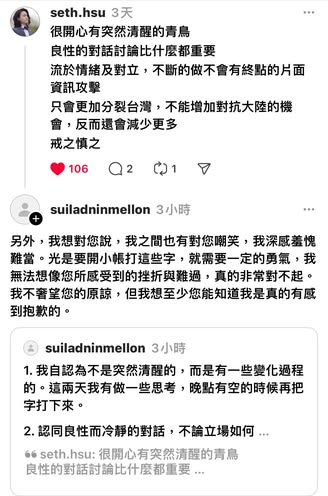 seth.hsu 3天
很開心有突然清醒的青鳥
良性的對話討論比什麼都重要
流於情緒及對立，不斷的做不會有終點的片面
資訊攻擊
只會更加分裂台灣，不能增加對抗大陸的機
會，反而還會減少更多
戒之慎之
106 2 1
suiladninmellon 3小時
另外，我想對您說，我之間也有對您嘲笑，我深感羞愧
難當。光是要開小帳打這些字，就需要一定的勇氣，我
無法想像您所感受到的挫折與難過，真的非常對不起。
我不奢望您的原諒，但我想至少您能知道我是真的有感
到抱歉的。
suiladninmellon 3小時
1. 我自認為不是突然清醒的，而是有一些變化過程
的。這兩天我有做一些思考，晚點有空的時候再把
字打下來。
2. 認同良性而冷靜的對話，不論立場如何 ...
seth.hsu: 很開心有突然清醒的青鳥
良性的對話討論比什麼都重要 ...